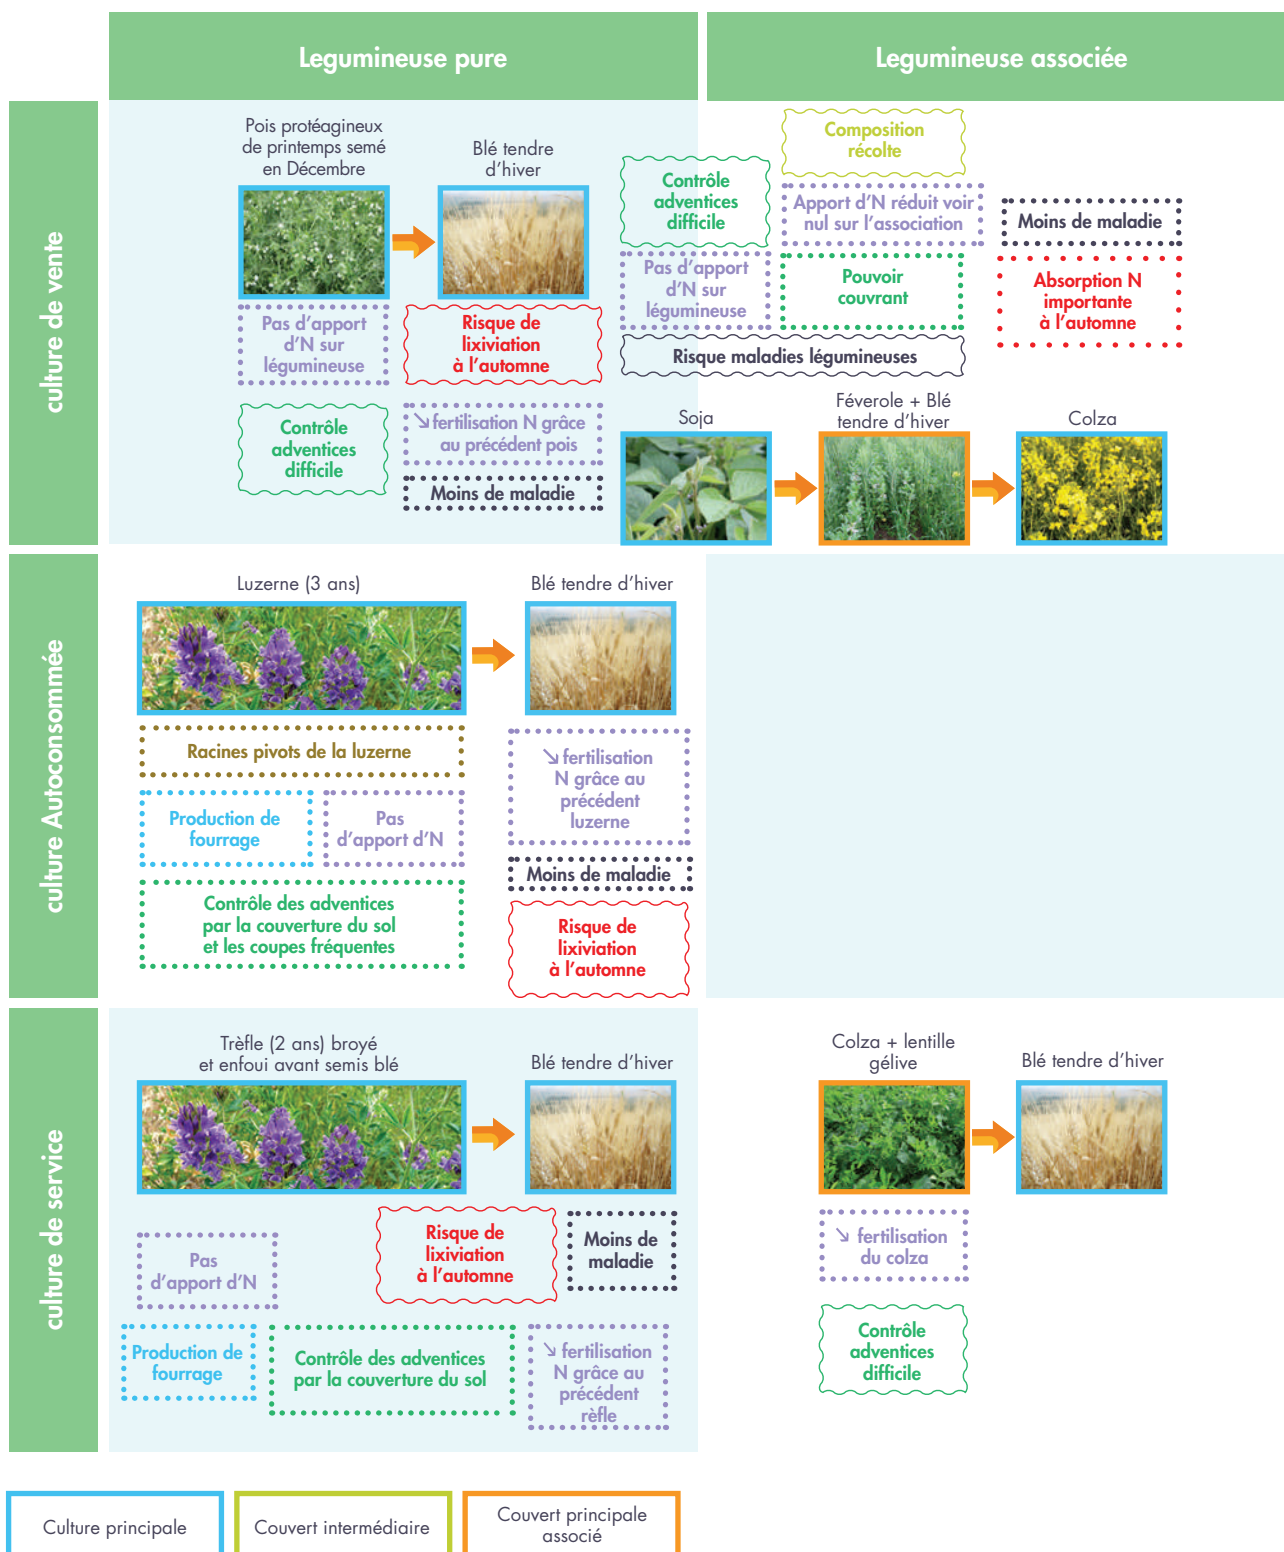 Legumineuse pure
Legumineuse associée
culture de vente
Pois protéagineux
de printemps semé
en Décembre
Blé tendre
d'hiver
Pas d'apport
d'N sur
légumineuse
Risque de
lixiviation
à l'automne
Contrôle
adventices
difficile
↘ fertilisation N grâce
au précédent pois
Moins de maladie
Composition
récolte
Contrôle
adventices
difficile
Apport d'N réduit voir
nul sur l'association
Moins de maladie
Pas d'apport
d'N sur
légumineuse
Pouvoir
couvrant
Absorption N
importante
à l'automne
Risque maladies légumineuses
Soja
Féverole + Blé
tendre d'hiver
Colza
culture Autoconsommée
Luzerne (3 ans)
Blé tendre d'hiver
Racines pivots de la luzerne
Production de
fourrage
Pas
d'apport d'N
Contrôle des adventices
par la couverture du sol
et les coupes fréquentes
↘ fertilisation
N grâce au
précédent
luzerne
Moins de maladie
Risque de
lixiviation
à l'automne
culture de service
Trèfle (2 ans) broyé
et enfoui avant semis blé
Blé tendre d'hiver
Pas
d'apport d'N
Risque de
lixiviation
à l'automne
Moins de
maladie
Production de
fourrage
Contrôle des adventices
par la couverture du sol
↘ fertilisation
N grâce au
précédent
rèfle
Colza + lentille
gélive
Blé tendre d'hiver
↘ fertilisation
du colza
Contrôle
adventices
difficile
Culture principale
Couvert intermédiaire
Couvert principale
associé